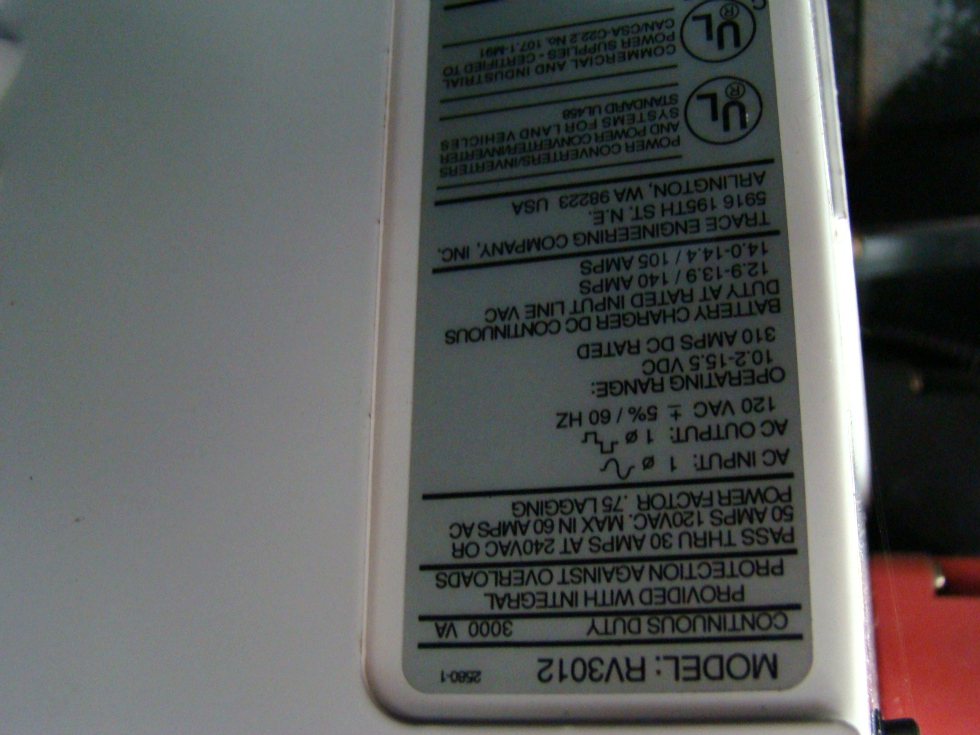 MODEL: RV3012 2580-1
CONTINUOUS DUTY 3000 VA
PROVIDED WITH INTEGRAL
PROTECTION AGAINST OVERLOADS
PASS THRU 30 AMPS AT 240VAC OR
50 AMPS 120VAC. MAX IN 60 AMPS AC
POWER FACTOR .75 LAGGING
AC INPUT: 1 ø
AC OUTPUT: 1 ø
120 VAC ± 5% / 60 HZ
OPERATING RANGE:
10.2-15.5 VDC
310 AMPS DC RATED
BATTERY CHARGER DC CONTINUOUS
DUTY AT RATED INPUT LINE VAC
12.9-13.9 / 140 AMPS
14.0-14.4 / 105 AMPS
TRACE ENGINEERING COMPANY, INC.
5916 195TH ST. N.E.
ARLINGTON, WA 98223 USA
POWER CONVERTERS/INVERTERS
AND POWER CONVERTER/INVERTER
SYSTEMS FOR LAND VEHICLES
STANDARD UL458
UL®
COMMERCIAL AND INDUSTRIAL
POWER SUPPLIES - CERTIFIED TO
CAN/CSA-C22.2 No. 107.1-M91
UL®
C